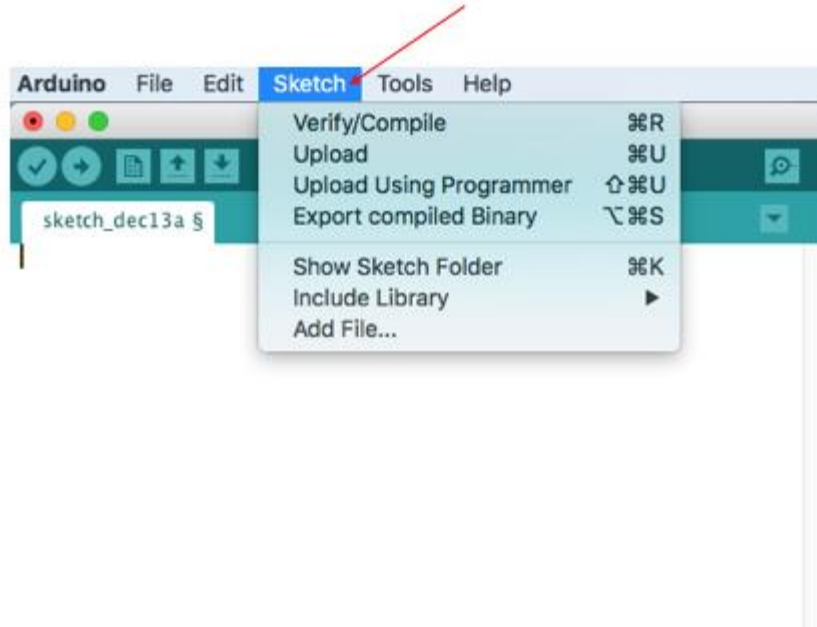 Arduino File Edit Sketch Tools Help
Verify/Compile ⌘R
Upload ⌘U
Upload Using Programmer ⇧⌘U
Export compiled Binary ⌥⌘S
sketch_dec13a §
Show Sketch Folder ⌘K
Include Library ▶
Add File...